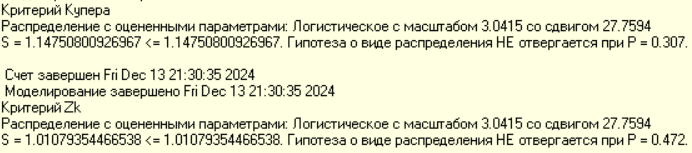 Критерий Купера
Распределение с оцененными параметрами: Логистическое с масштабом 3.0415 со сдвигом 27.7594
S = 1.14750800926967 <= 1.14750800926967. Гипотеза о виде распределения НЕ отвергается при P = 0.307.
Счет завершен Fri Dec 13 21:30:35 2024
Моделирование завершено Fri Dec 13 21:30:35 2024
Критерий Zk
Распределение с оцененными параметрами: Логистическое с масштабом 3.0415 со сдвигом 27.7594
S = 1.01079354466538 <= 1.01079354466538. Гипотеза о виде распределения НЕ отвергается при P = 0.472.